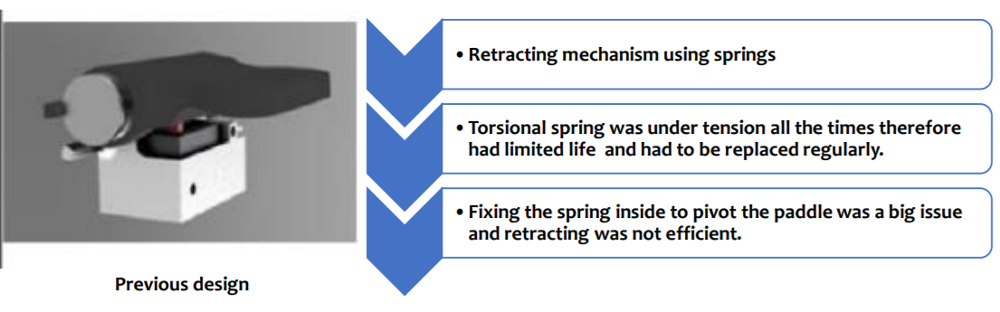 • Retracting mechanism using springs
• Torsional spring was under tension all the times therefore
had limited life and had to be replaced regularly.
• Fixing the spring inside to pivot the paddle was a big issue
and retracting was not efficient.
Previous design